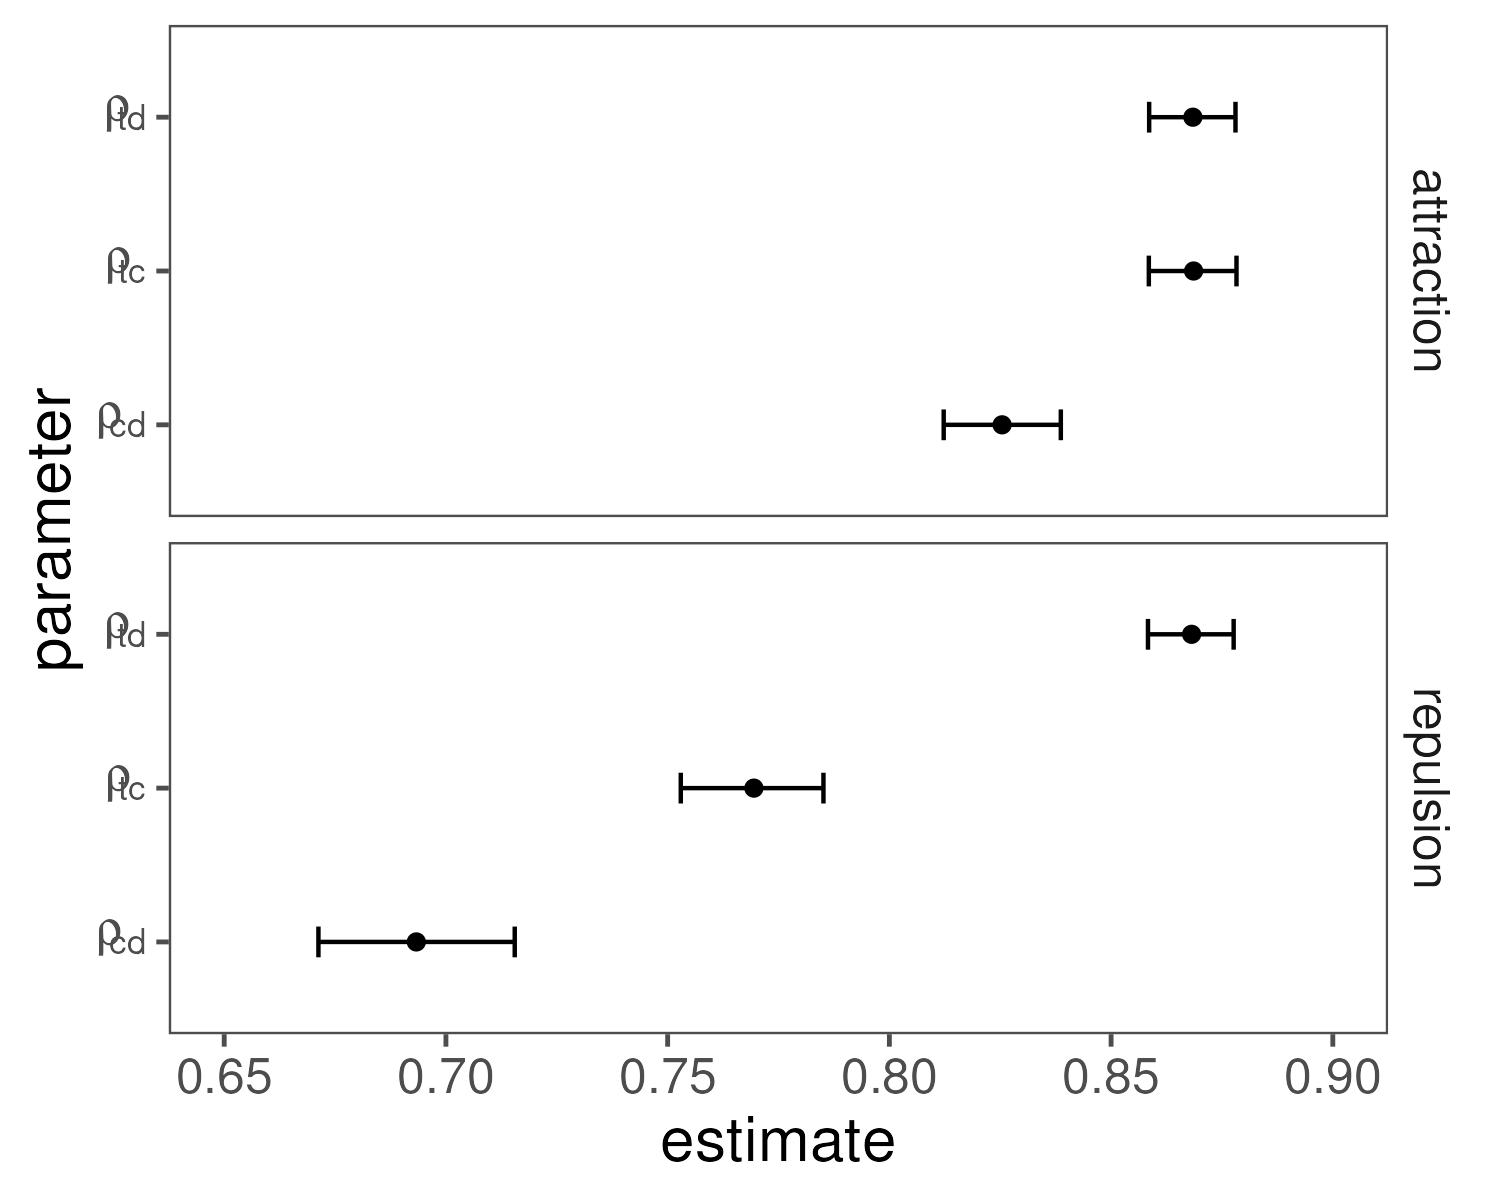 ρtd
ρtc
ρcd
attraction
parameter
ρtd
ρtc
ρcd
repulsion
0.65 0.70 0.75 0.80 0.85 0.90
estimate